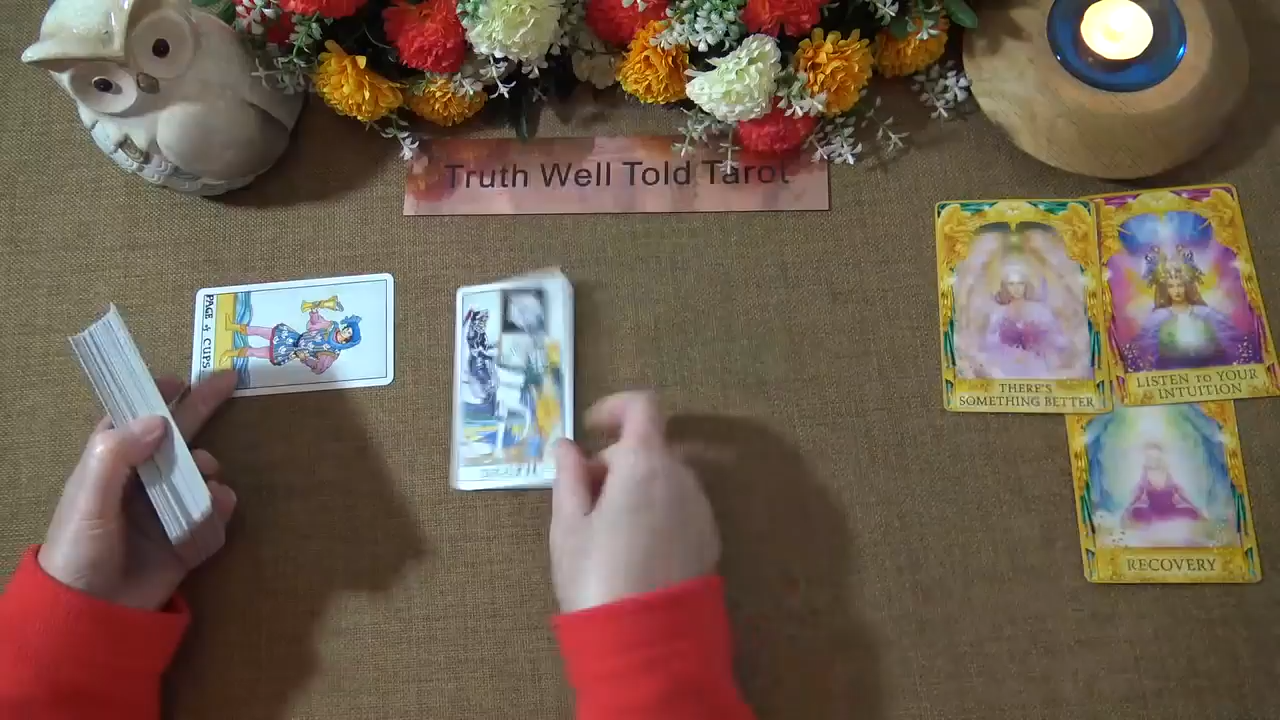 Truth Well Told Tarot
PAGE of CUPS
THERE'S
SOMETHING BETTER
LISTEN TO YOUR
INTUITION
RECOVERY